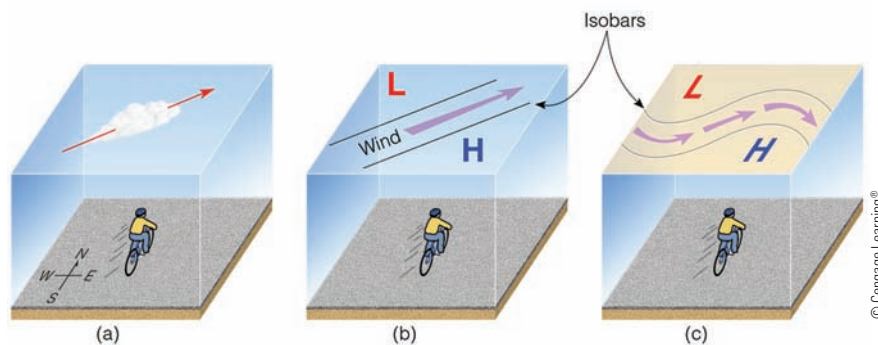 Isobars
L
Wind
H
L
H
N
W E
S
(a)
(b)
(c)
© Cengage Learning®